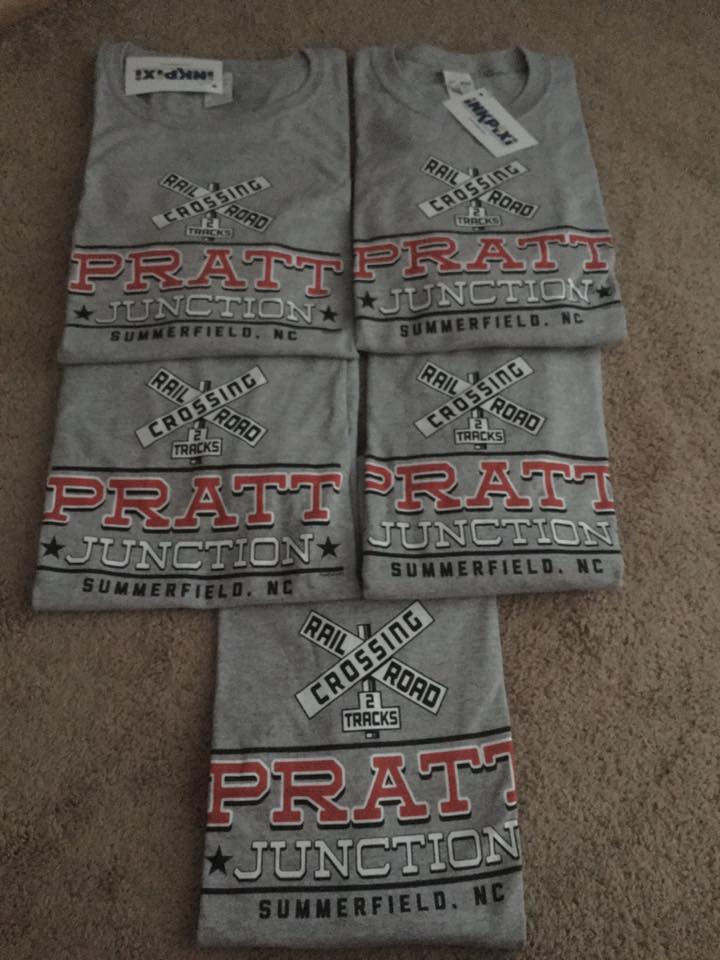 iNKPiXi
RAIL ROAD
CROSSING
2
TRACKS
PRATT
JUNCTION
SUMMERFIELD, NC
iNKPiXi
RAIL ROAD
CROSSING
2
TRACKS
PRATT
JUNCTION
SUMMERFIELD, NC
RAIL ROAD
CROSSING
2
TRACKS
PRATT
JUNCTION
SUMMERFIELD, NC
RAIL ROAD
CROSSING
2
TRACKS
PRATT
JUNCTION
SUMMERFIELD, NC
RAIL ROAD
CROSSING
2
TRACKS
PRATT
JUNCTION
SUMMERFIELD, NC